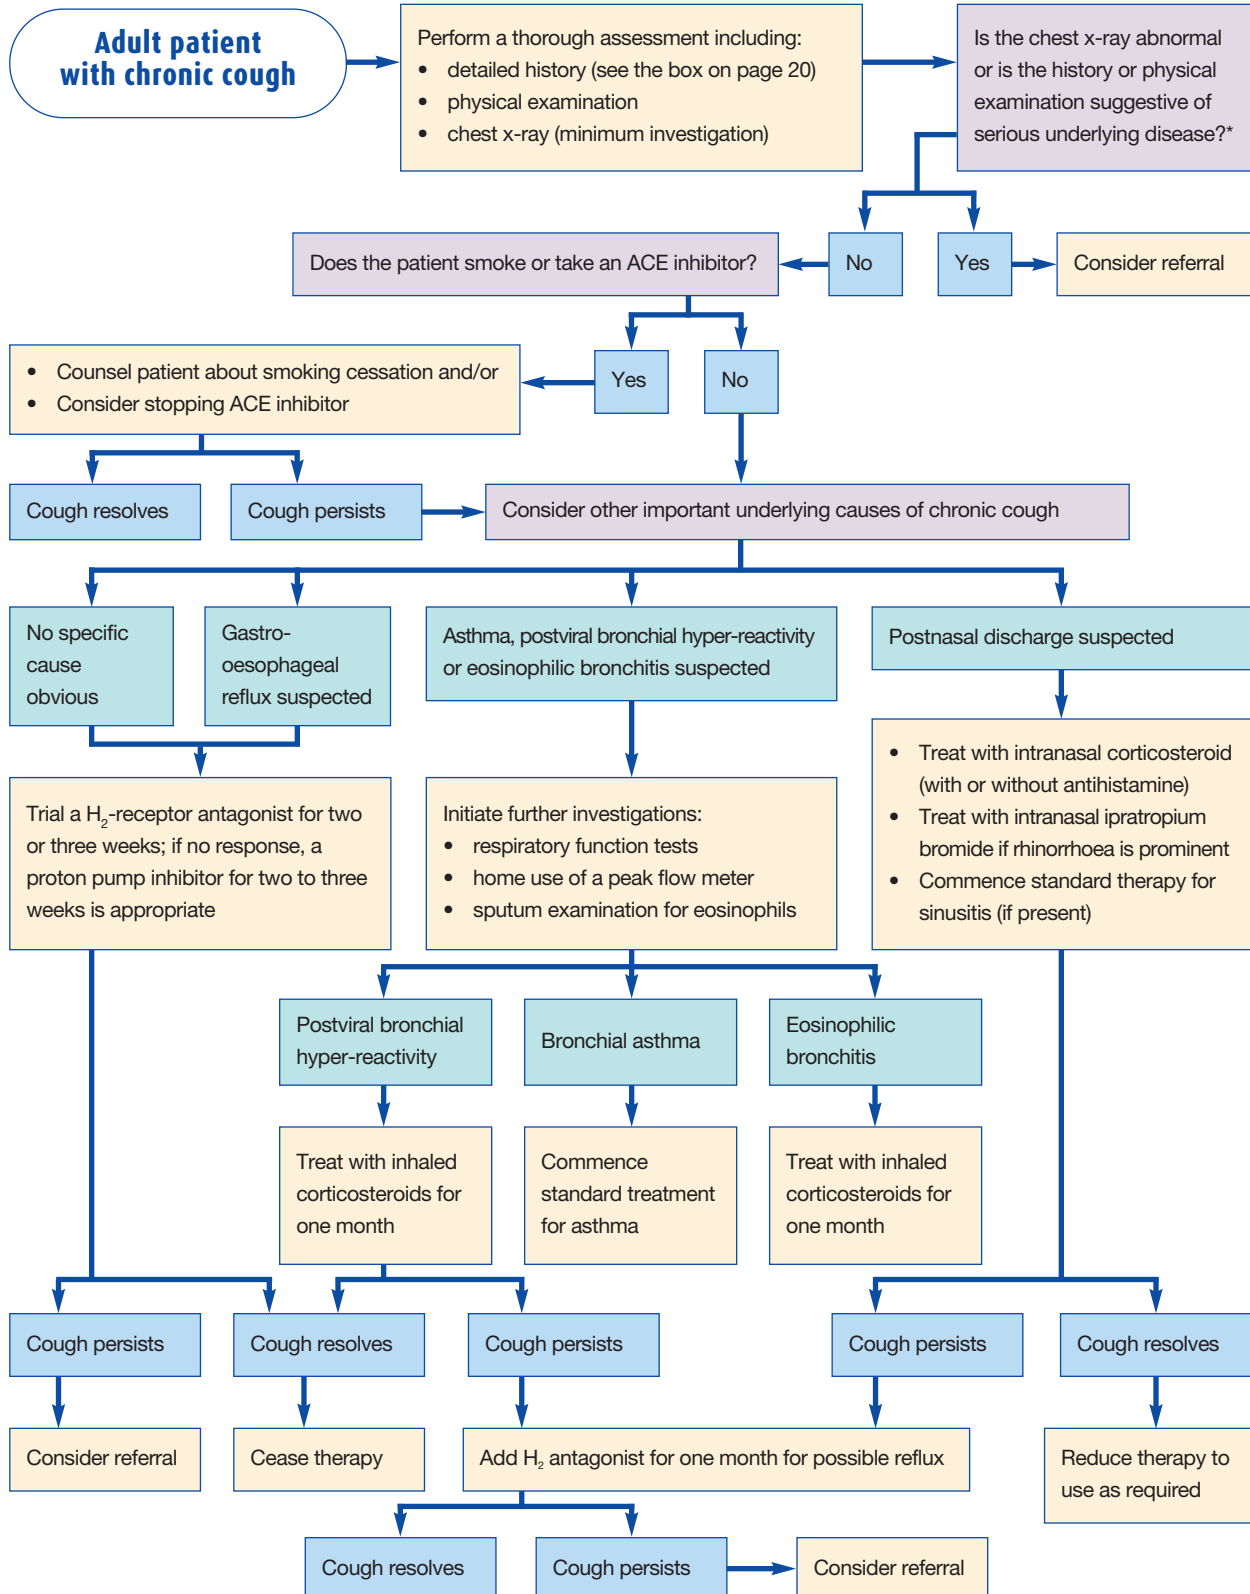 Adult patient
with chronic cough
Perform a thorough assessment including:
• detailed history (see the box on page 20)
• physical examination
• chest x-ray (minimum investigation)
Is the chest x-ray abnormal
or is the history or physical
examination suggestive of
serious underlying disease?*
Does the patient smoke or take an ACE inhibitor?
No
Yes
Consider referral
• Counsel patient about smoking cessation and/or
• Consider stopping ACE inhibitor
Yes
No
Cough resolves
Cough persists
Consider other important underlying causes of chronic cough
No specific
cause
obvious
Gastro-
oesophageal
reflux suspected
Asthma, postviral bronchial hyper-reactivity
or eosinophilic bronchitis suspected
Postnasal discharge suspected
Trial a H₂-receptor antagonist for two
or three weeks; if no response, a
proton pump inhibitor for two to three
weeks is appropriate
Initiate further investigations:
• respiratory function tests
• home use of a peak flow meter
• sputum examination for eosinophils
• Treat with intranasal corticosteroid
(with or without antihistamine)
• Treat with intranasal ipratropium
bromide if rhinorrhoea is prominent
• Commence standard therapy for
sinusitis (if present)
Postviral bronchial
hyper-reactivity
Bronchial asthma
Eosinophilic
bronchitis
Treat with inhaled
corticosteroids for
one month
Commence
standard treatment
for asthma
Treat with inhaled
corticosteroids for
one month
Cough persists
Cough resolves
Cough persists
Cough persists
Cough resolves
Consider referral
Cease therapy
Add H₂ antagonist for one month for possible reflux
Reduce therapy to
use as required
Cough resolves
Cough persists
Consider referral